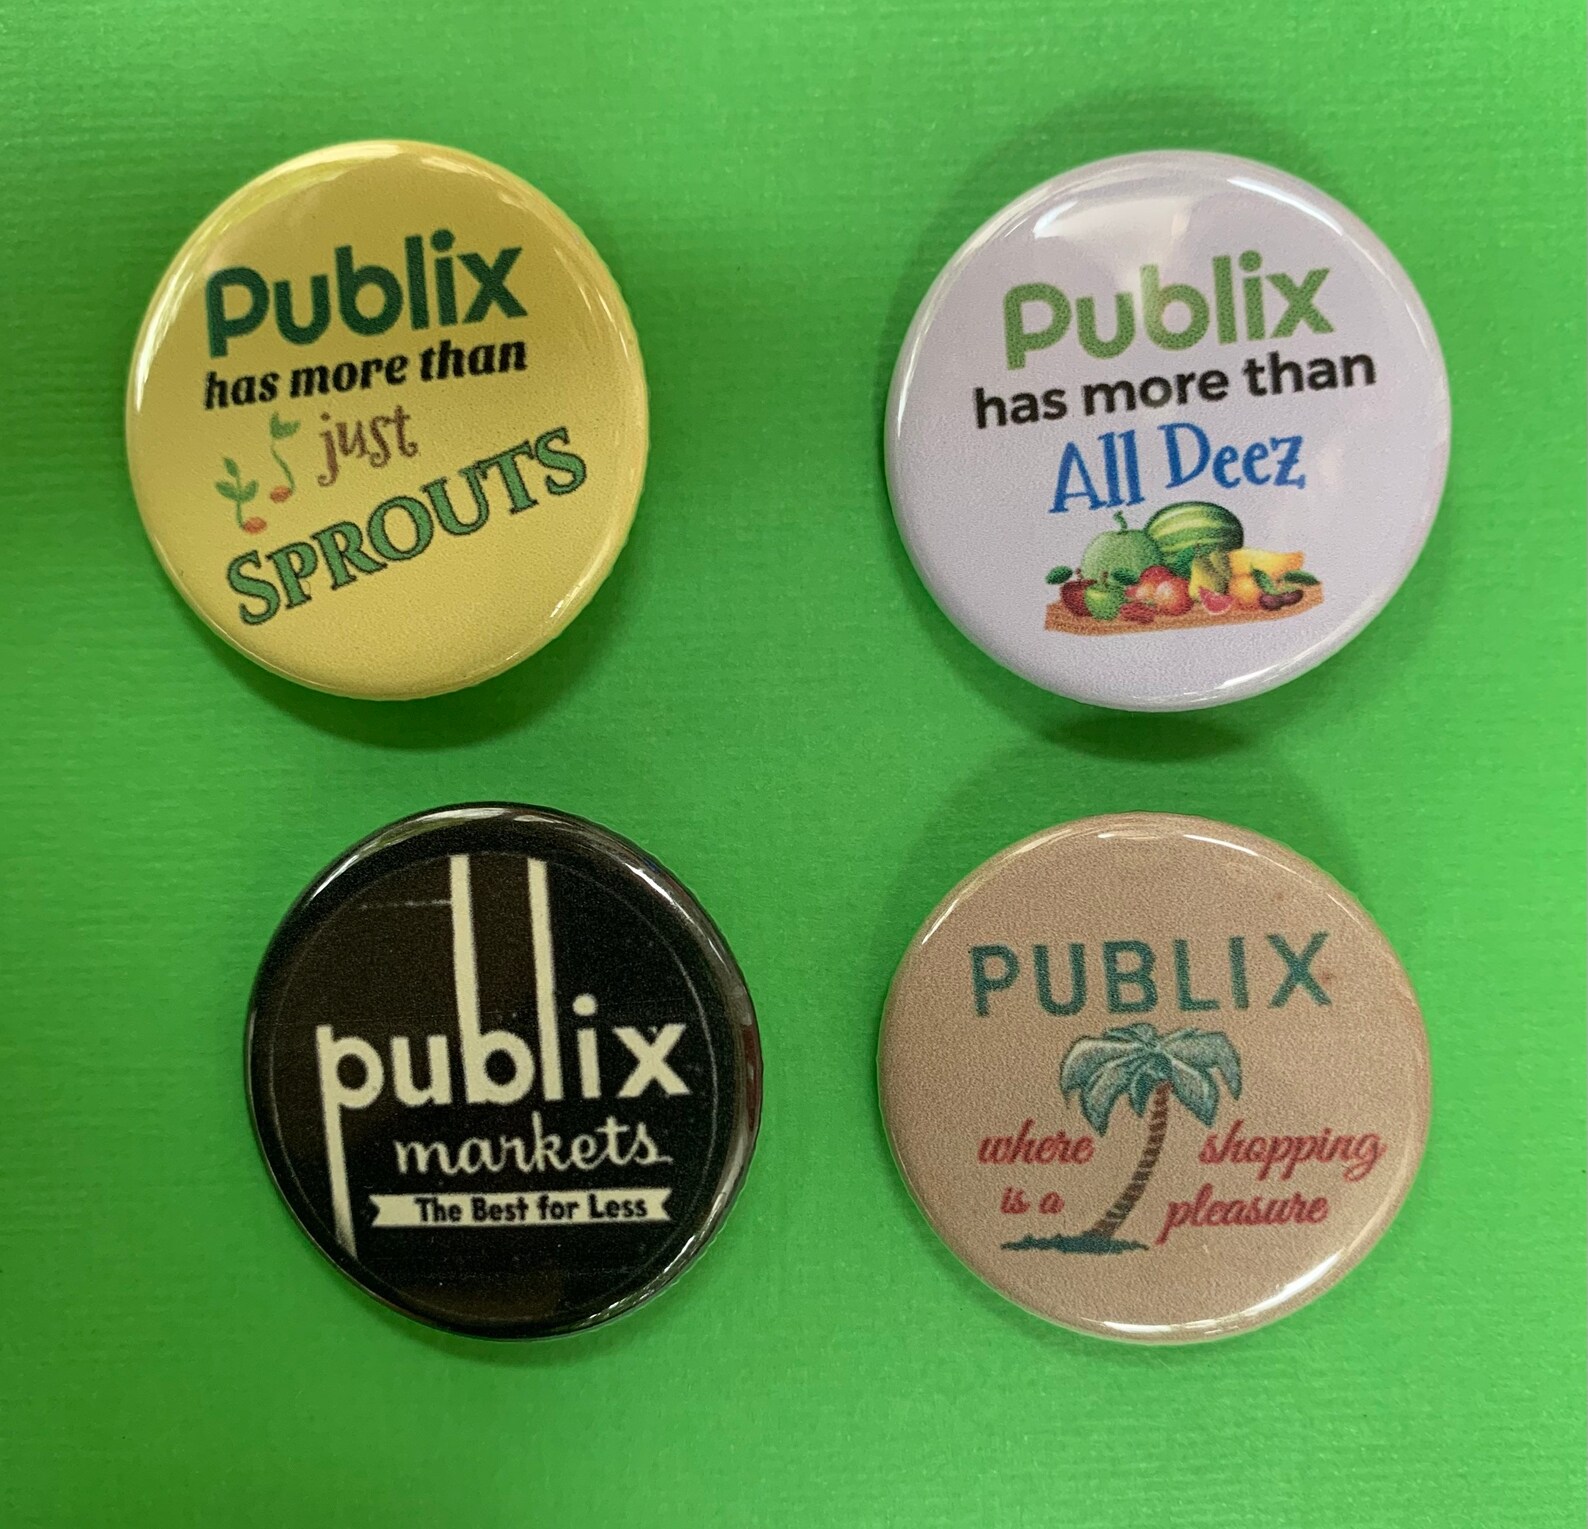 Publix
has more than
just
SPROUTS
Publix
has more than
All Deez
publix
markets
The Best for Less
PUBLIX
where shopping
is a pleasure